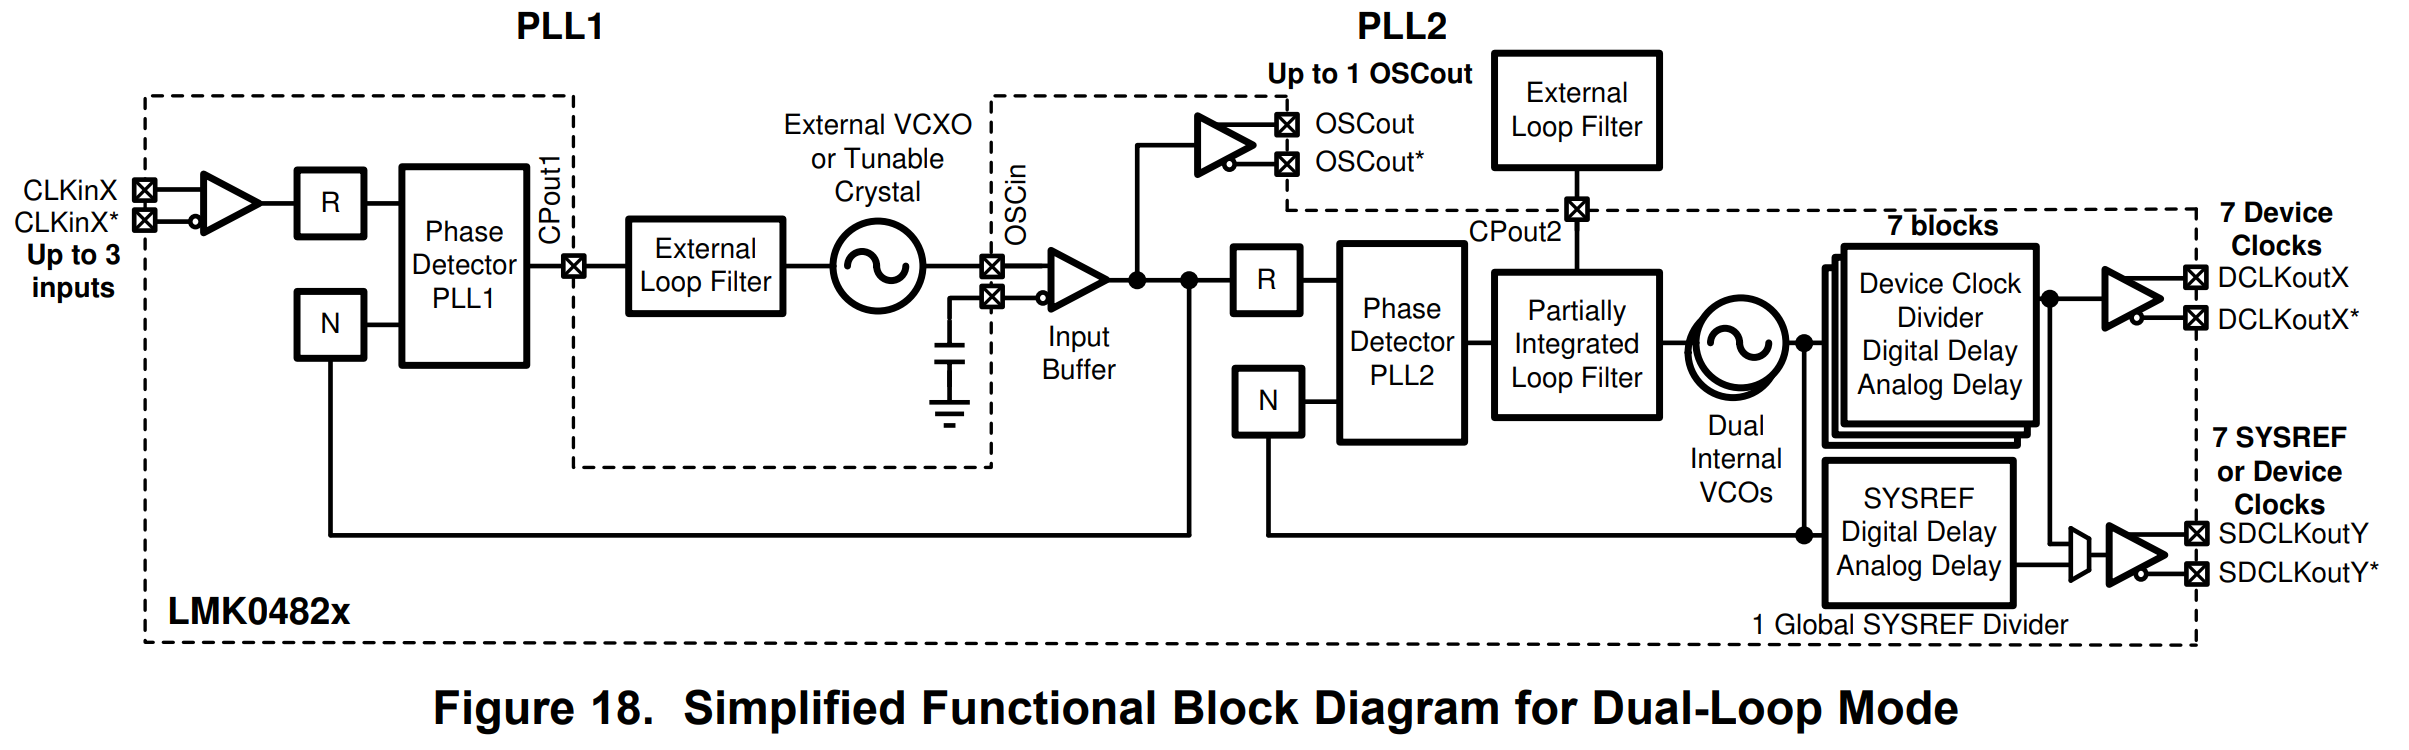 PLL1
PLL2
Up to 1 OSCout
External
Loop Filter
External VCXO
or Tunable
Crystal
OSCout
OSCout*
CLKinX
CLKinX*
Up to 3
inputs
R
N
Phase
Detector
PLL1
CPout1
External
Loop Filter
OSCin
Input
Buffer
CPout2
R
N
Phase
Detector
PLL2
Partially
Integrated
Loop Filter
Dual
Internal
VCOs
7 blocks
Device Clock
Divider
Digital Delay
Analog Delay
7 Device
Clocks
DCLKoutX
DCLKoutX*
7 SYSREF
or Device
Clocks
SDCLKoutY
SDCLKoutY*
SYSREF
Digital Delay
Analog Delay
1 Global SYSREF Divider
LMK0482x
Figure 18. Simplified Functional Block Diagram for Dual-Loop Mode